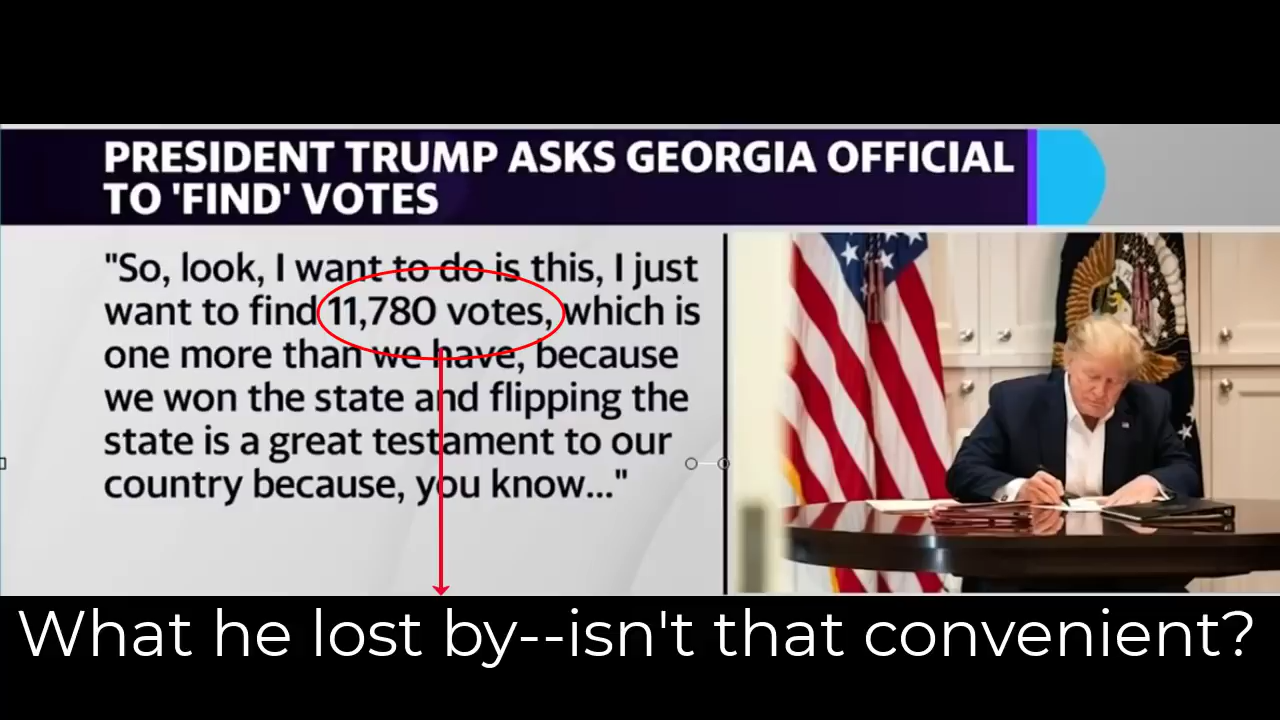 PRESIDENT TRUMP ASKS GEORGIA OFFICIAL
TO 'FIND' VOTES
"So, look, I want to do is this, I just
want to find 11,780 votes, which is
one more than we have, because
we won the state and flipping the
state is a great testament to our
country because, you know..."
What he lost by--isn't that convenient?